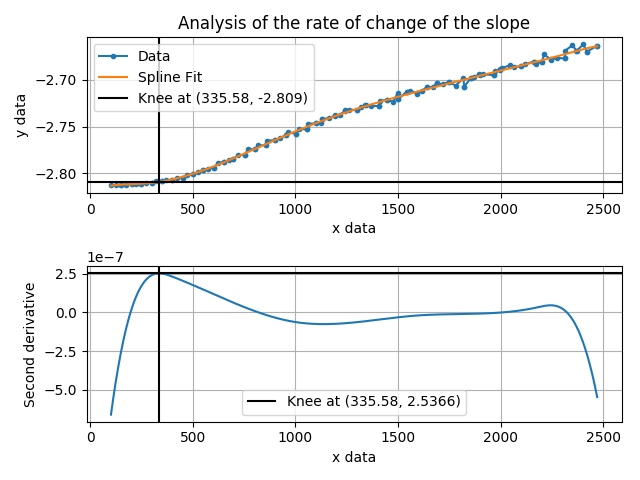 Analysis of the rate of change of the slope
Data
Spline Fit
Knee at (335.58, -2.809)
y data
−2.70
−2.75
−2.80
0 500 1000 1500 2000 2500
x data
1e−7
Second derivative
2.5
0.0
−2.5
−5.0
Knee at (335.58, 2.5366)
0 500 1000 1500 2000 2500
x data